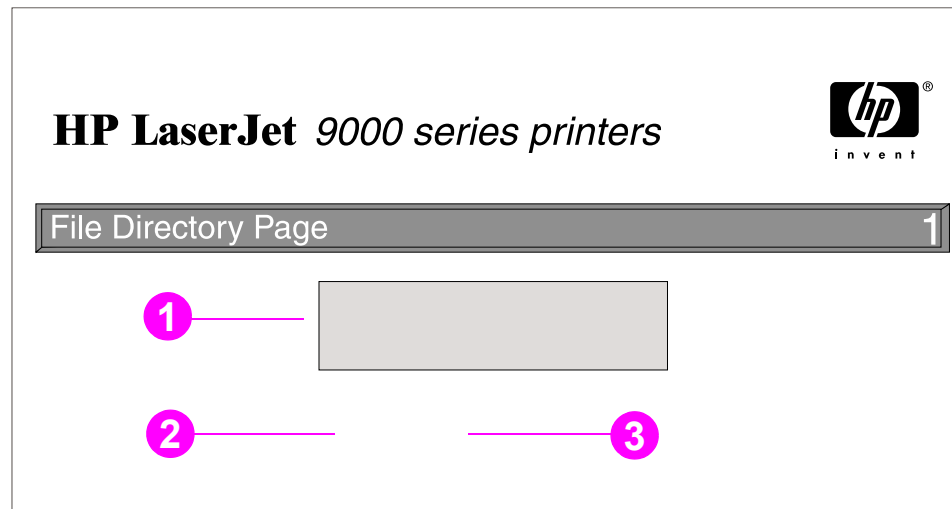 hp®
invent
HP LaserJet 9000 series printers
File Directory Page 1
1
2 3